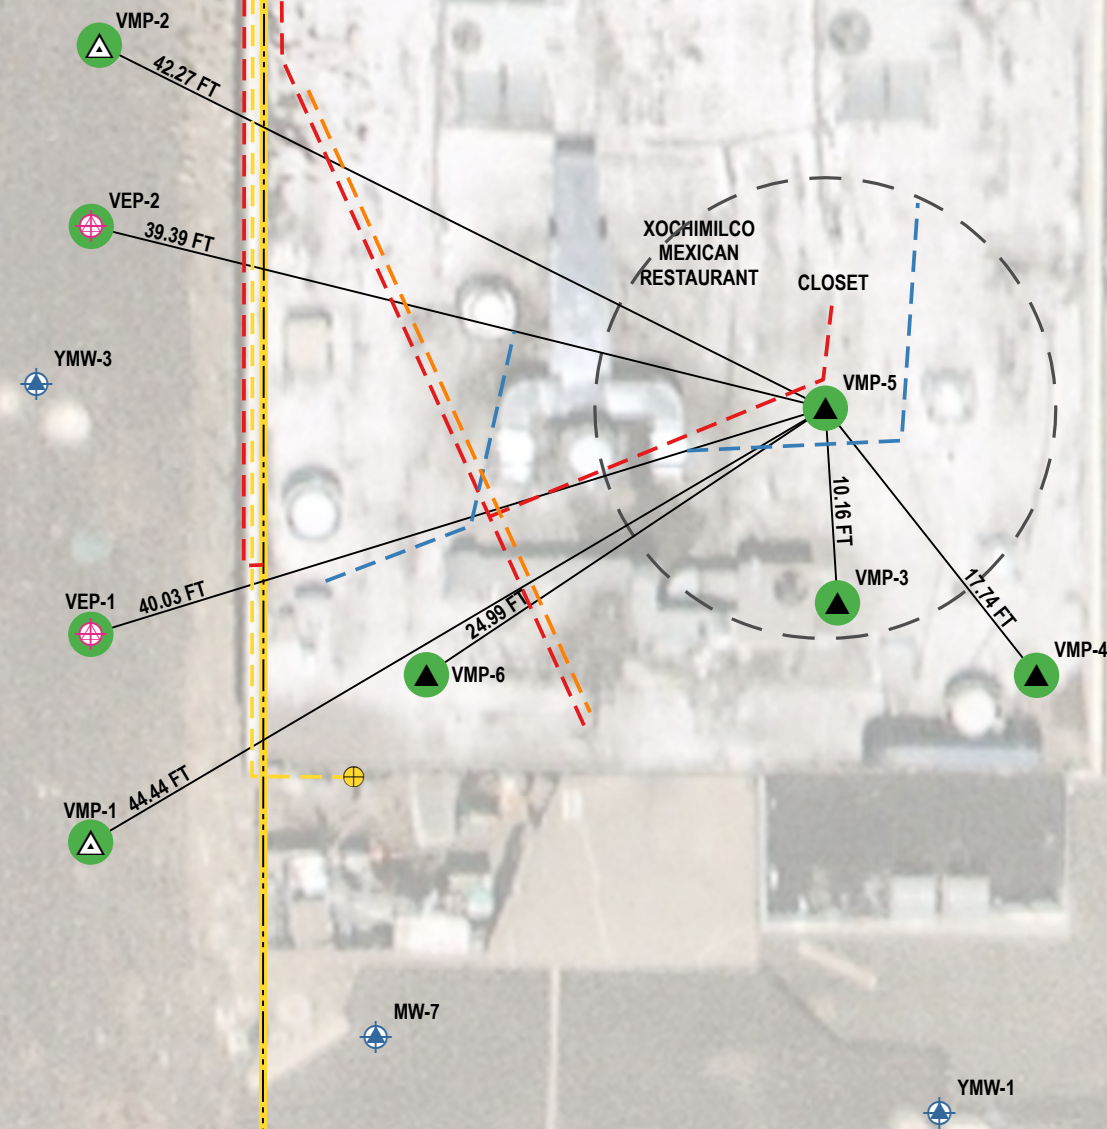 VMP-2
42.27 FT
VEP-2
39.39 FT
XOCHIMILCO
MEXICAN
RESTAURANT
CLOSET
YMW-3
VMP-5
10.16 FT
VMP-3
17.74 FT
VMP-4
VEP-1
40.03 FT
24.99 FT
VMP-6
VMP-1
44.44 FT
MW-7
YMW-1